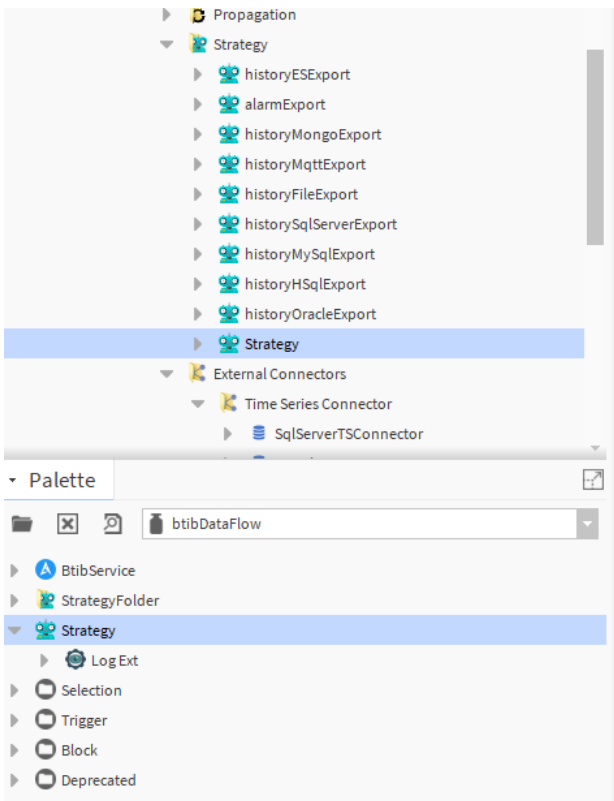 Propagation
Strategy
historyESExport
alarmExport
historyMongoExport
historyMqttExport
historyFileExport
historySqlServerExport
historyMySqlExport
historyHSqlExport
historyOracleExport
Strategy
External Connectors
Time Series Connector
SqlServerTSConnector
Palette
btibDataFlow
BtibService
StrategyFolder
Strategy
Log Ext
Selection
Trigger
Block
Deprecated